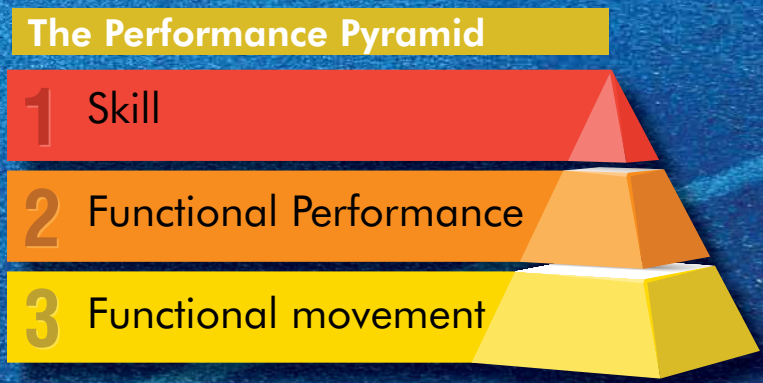 The Performance Pyramid
1 Skill
2 Functional Performance
3 Functional movement